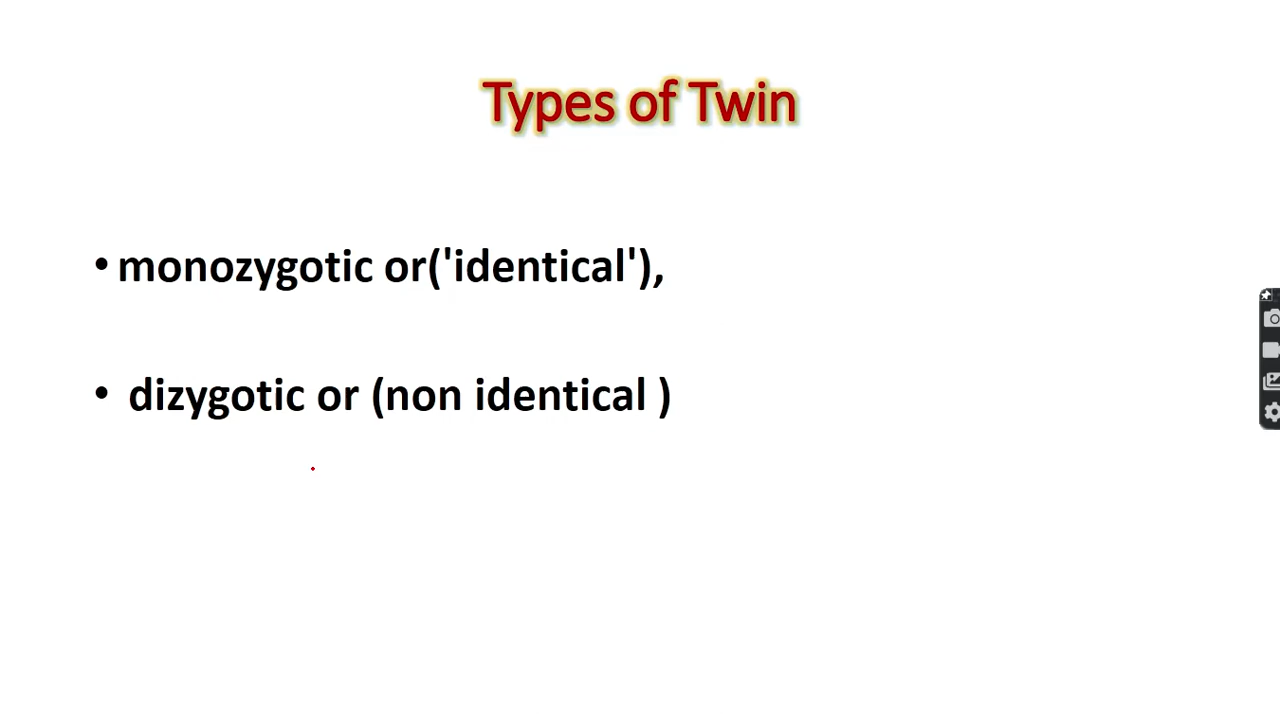 Types of Twin
• monozygotic or('identical'),
• dizygotic or (non identical )